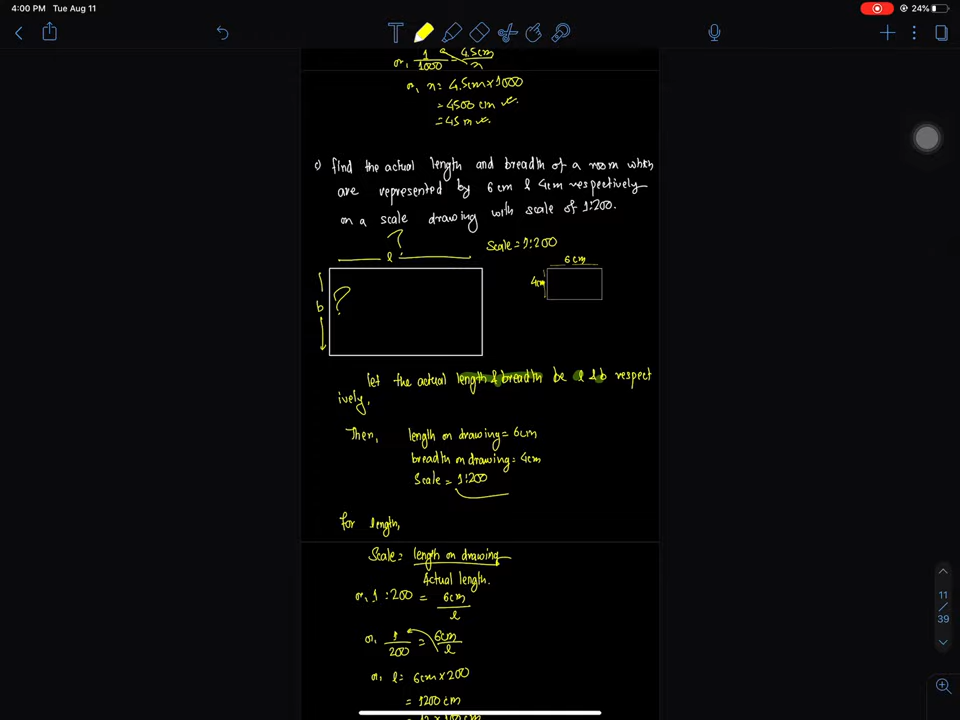 4:00 PM Tue Aug 11
24%
or, 1/1000 = 4.5cm/x
or, x = 4.5cm×1000
= 4500 cm
= 45 m
c) find the actual length and breadth of a room which
are represented by 6cm & 4cm respectively
on a scale drawing with scale of 1:200.
?
l
Scale = 1:200
6cm
4cm
b
?
let the actual length & breadth be l & b respect
ively,
Then, length on drawing = 6cm
breadth on drawing = 4cm
Scale = 1:200
for length,
Scale = length on drawing
Actual length.
or, 1:200 = 6cm/l
or, 1/200 = 6cm/l
or, l = 6cm×200
= 1200 cm
11
/
39